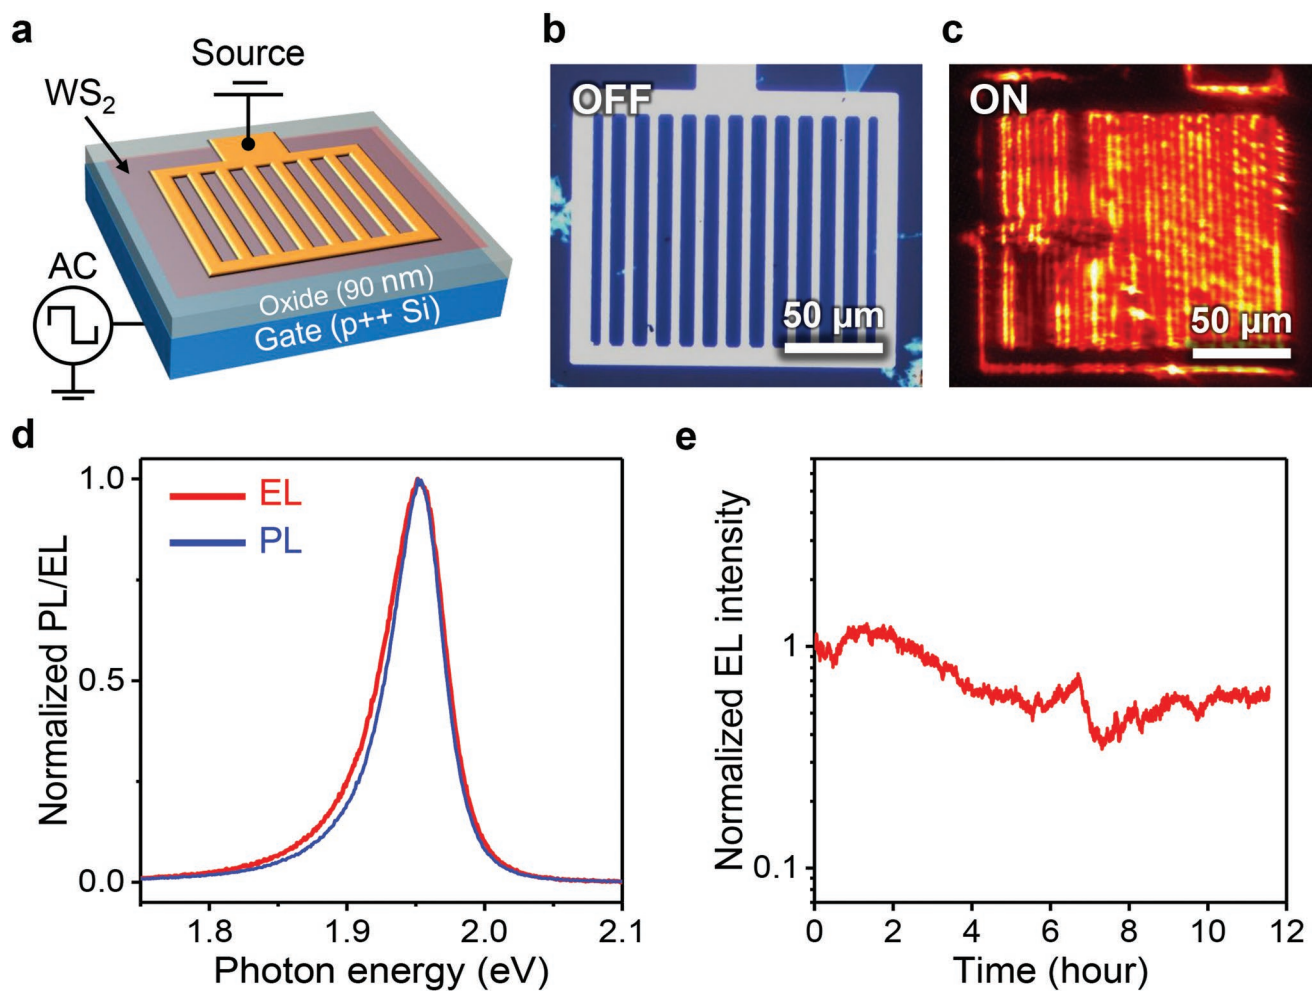 a
Source
WS₂
AC
Oxide (90 nm)
Gate (p++ Si)
b
OFF
50 µm
c
ON
50 µm
d
Normalized PL/EL
1.0
0.5
0.0
EL
PL
1.8 1.9 2.0 2.1
Photon energy (eV)
e
Normalized EL intensity
1
0.1
0 2 4 6 8 10 12
Time (hour)